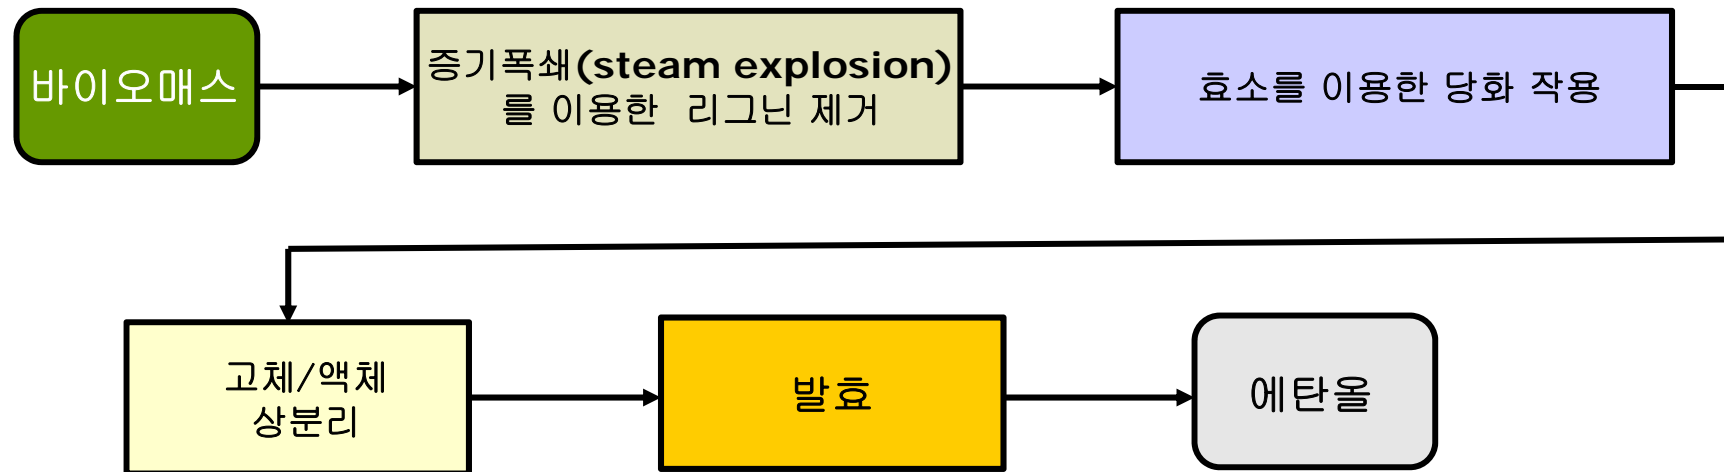 바이오매스
증기폭쇄(steam explosion)
를 이용한 리그닌 제거
효소를 이용한 당화 작용
고체/액체
상분리
발효
에탄올